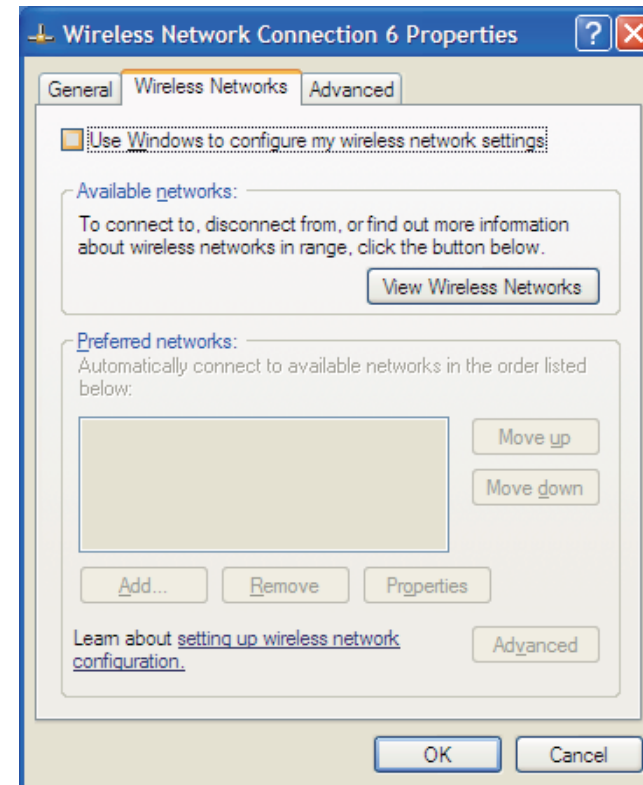 Wireless Network Connection 6 Properties
?
General Wireless Networks Advanced
Use Windows to configure my wireless network settings
Available networks:
To connect to, disconnect from, or find out more information
about wireless networks in range, click the button below.
View Wireless Networks
Preferred networks:
Automatically connect to available networks in the order listed
below:
Move up
Move down
Add... Remove Properties
Learn about setting up wireless network
configuration.
Advanced
OK Cancel